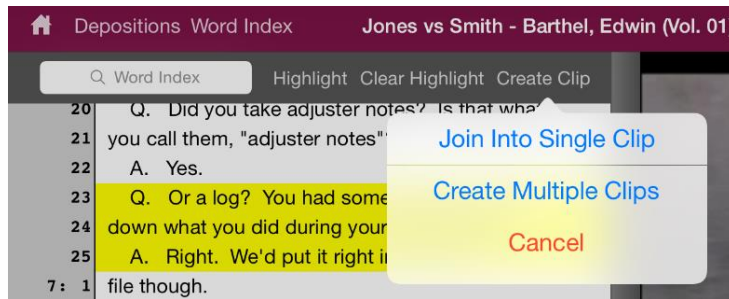 Depositions Word Index Jones vs Smith - Barthel, Edwin (Vol. 01
Word Index Highlight Clear Highlight Create Clip
20 Q. Did you take adjuster notes? Is that what
21 you call them, "adjuster notes"
22 A. Yes.
23 Q. Or a log? You had some
24 down what you did during your
25 A. Right. We'd put it right
7: 1 file though.
Join Into Single Clip
Create Multiple Clips
Cancel